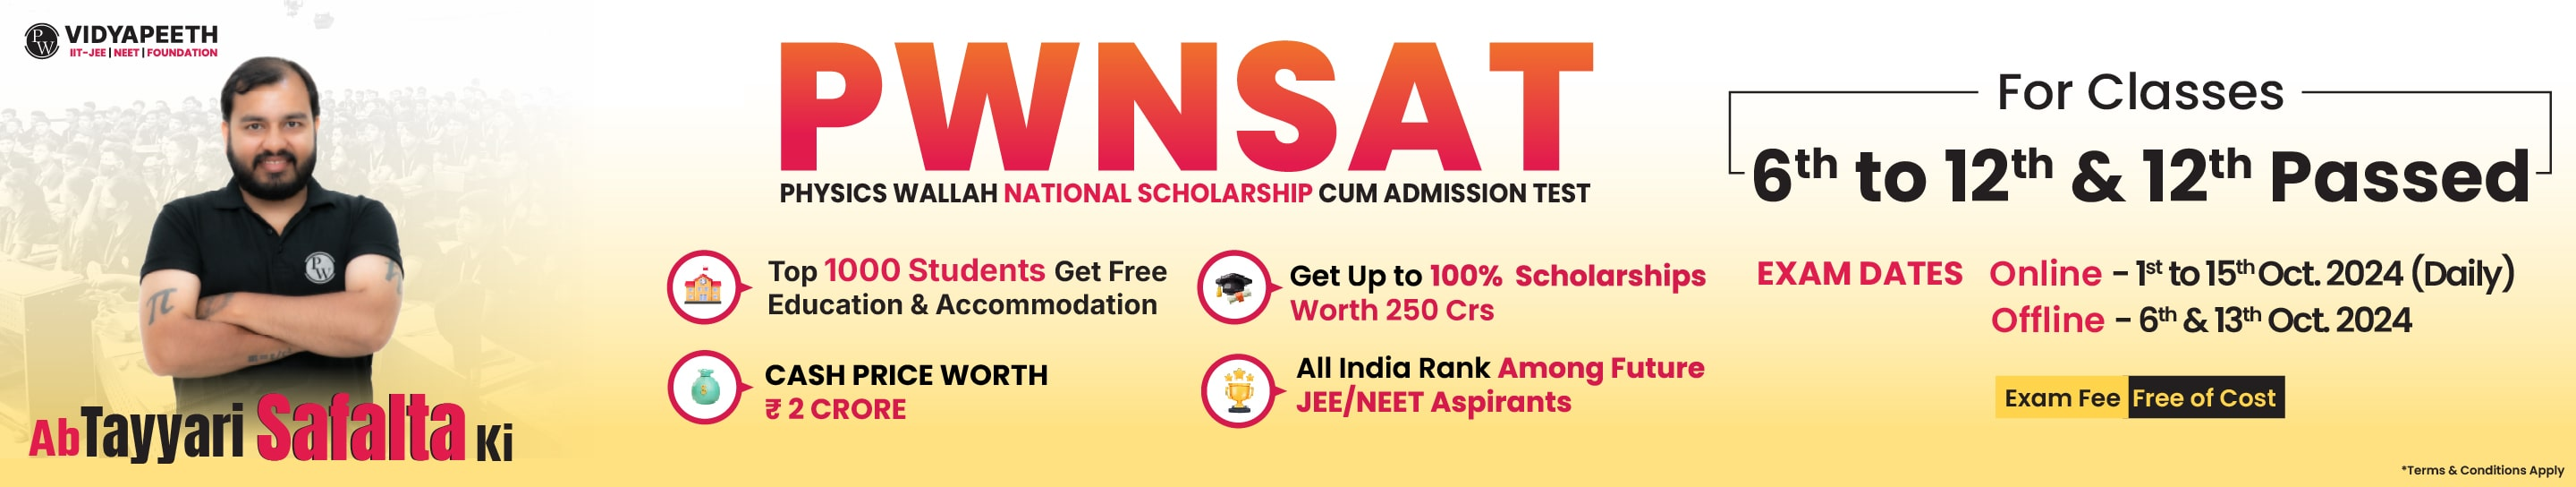 PW VIDYAPEETH
IIT-JEE | NEET | FOUNDATION
PW
π
Ab Tayyari Safalta Ki
PWNSAT
PHYSICS WALLAH NATIONAL SCHOLARSHIP CUM ADMISSION TEST
Top 1000 Students Get Free
Education & Accommodation
Get Up to 100% Scholarships
Worth 250 Crs
CASH PRICE WORTH
₹ 2 CRORE
All India Rank Among Future
JEE/NEET Aspirants
For Classes
6th to 12th & 12th Passed
EXAM DATES Online - 1st to 15th Oct. 2024 (Daily)
Offline - 6th & 13th Oct. 2024
Exam Fee Free of Cost
*Terms & Conditions Apply